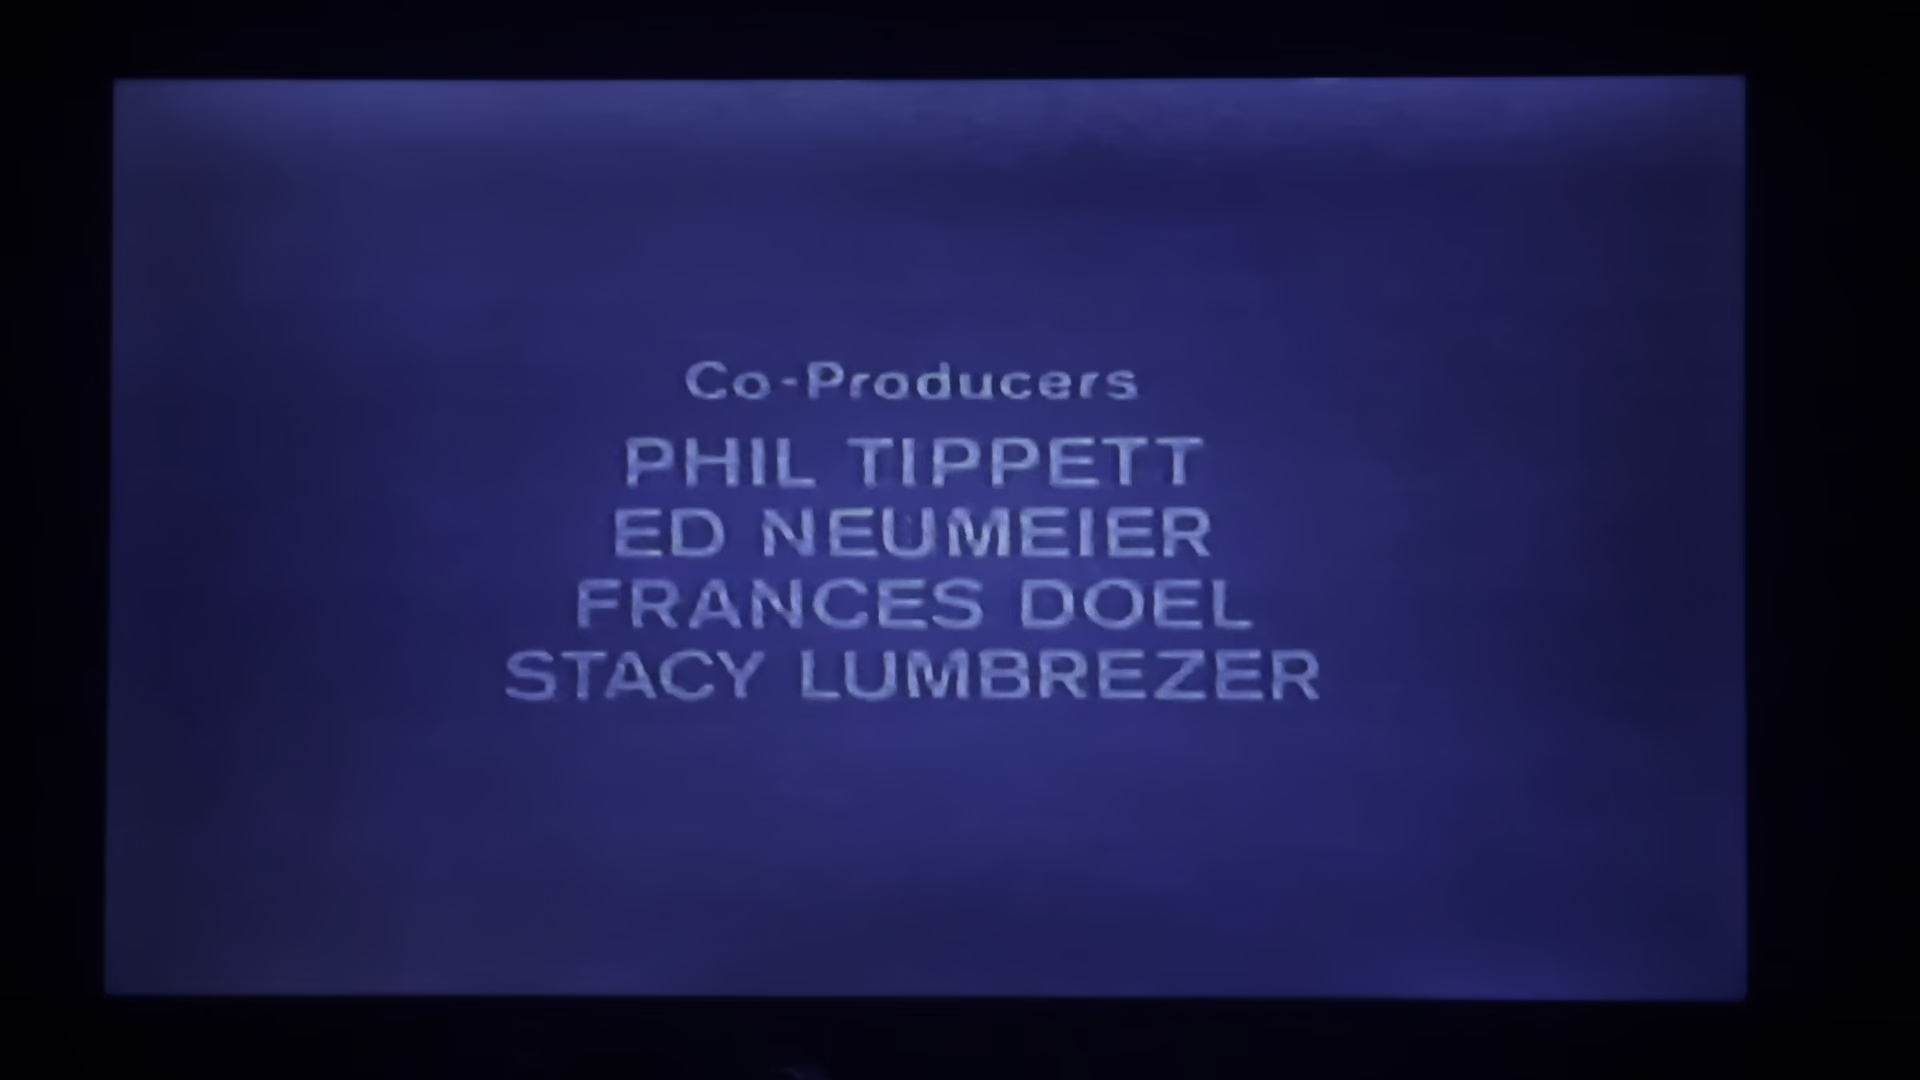 Co-Producers
PHIL TIPPETT
ED NEUMEIER
FRANCES DOEL
STACY LUMBREZER